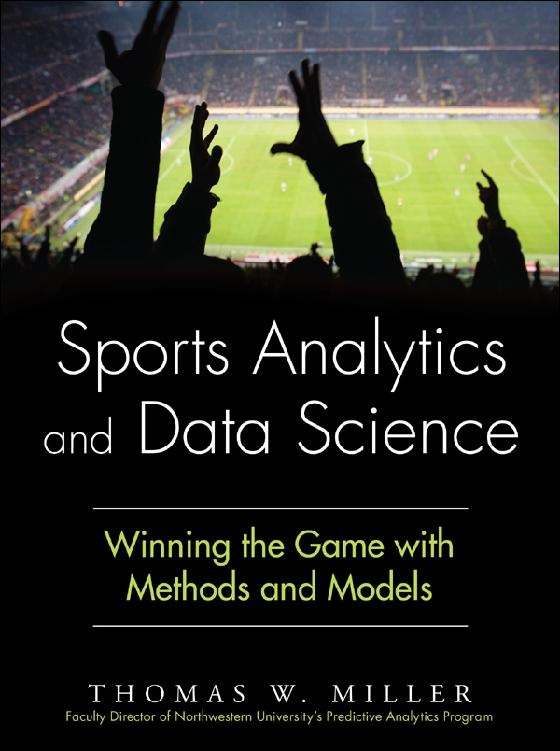 Sports Analytics
and Data Science
Winning the Game with
Methods and Models
THOMAS W. MILLER
Faculty Director of Northwestern University's Predictive Analytics Program